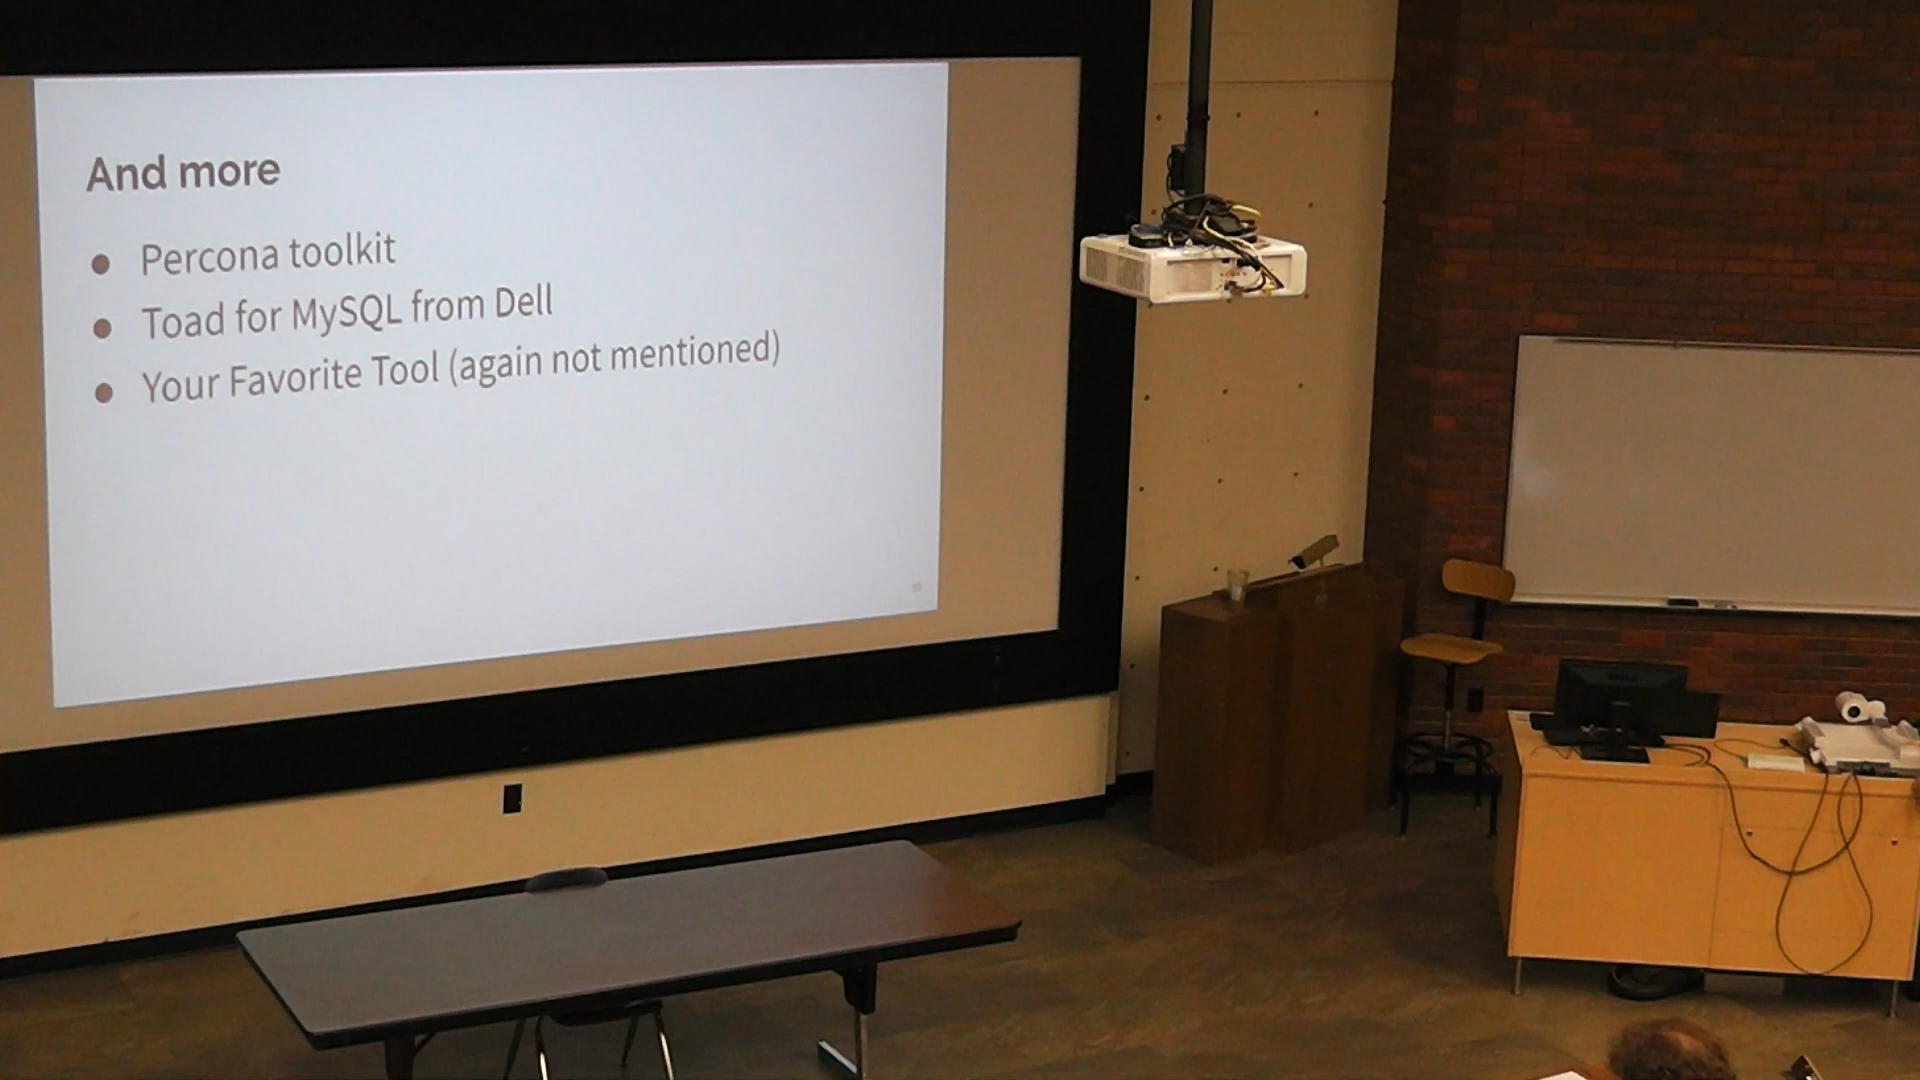 And more
Percona toolkit
Toad for MySQL from Dell
Your Favorite Tool (again not mentioned)